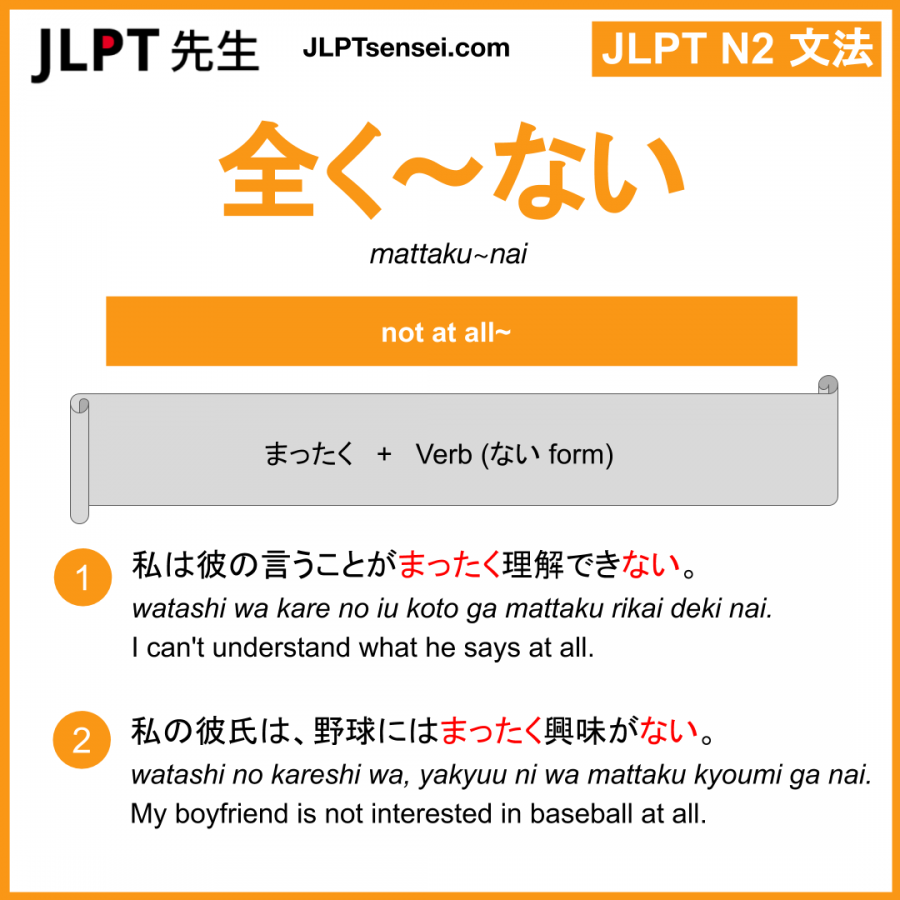 JLPT 先生
JLPTsensei.com
JLPT N2 文法
全く～ない
mattaku~nai
not at all~
まったく + Verb (ない form)
1
私は彼の言うことがまったく理解できない。
watashi wa kare no iu koto ga mattaku rikai deki nai.
I can't understand what he says at all.
2
私の彼氏は、野球にはまったく興味がない。
watashi no kareshi wa, yakyuu ni wa mattaku kyoumi ga nai.
My boyfriend is not interested in baseball at all.